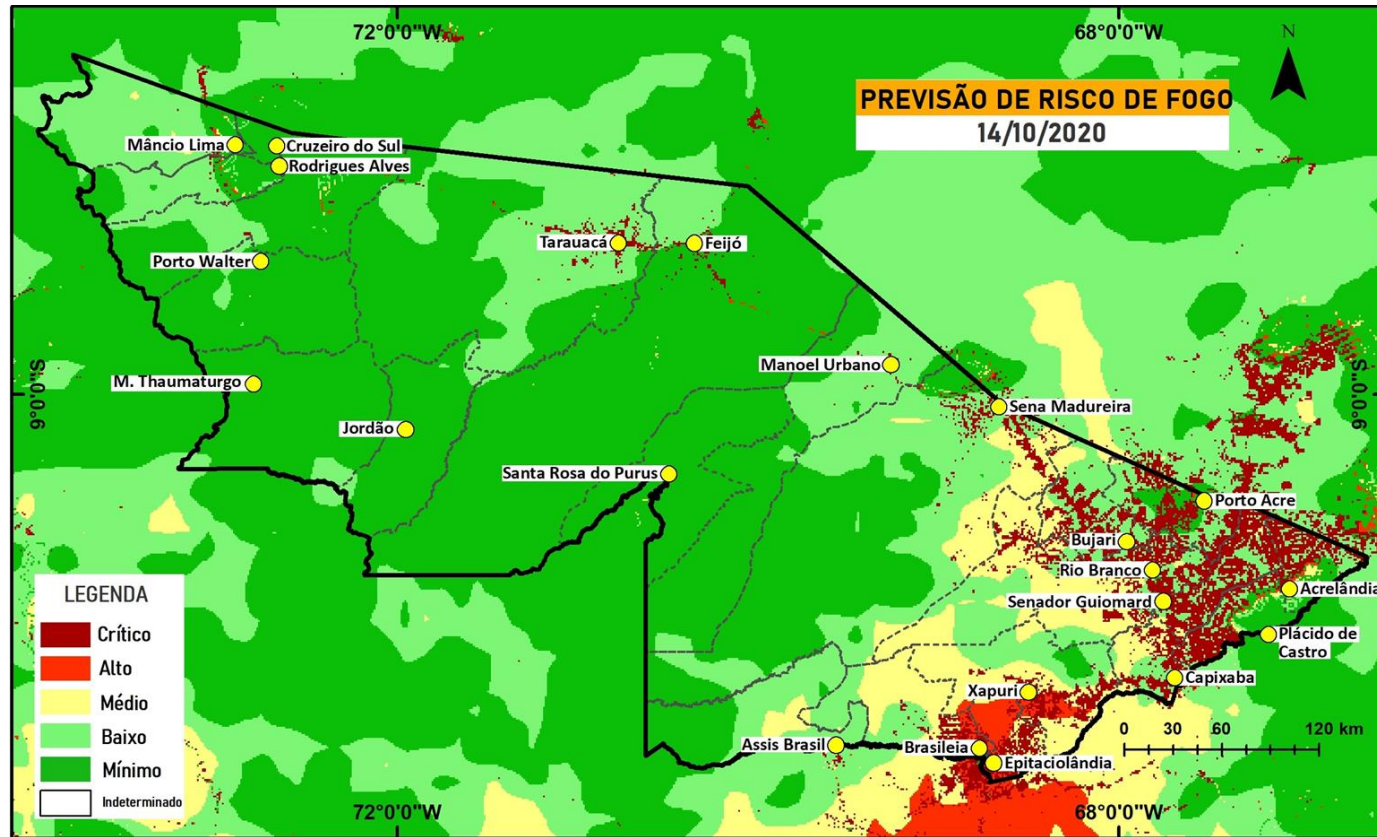 72°0'0"W
68°0'0"W
N
PREVISÃO DE RISCO DE FOGO
14/10/2020
Mâncio Lima
Cruzeiro do Sul
Rodrigues Alves
Tarauacá
Feijó
Porto Walter
Manoel Urbano
9°0'0"S
9°0'0"S
M. Thaumaturgo
Sena Madureira
Jordão
Santa Rosa do Purus
Porto Acre
Bujari
Rio Branco
Acrelândia
Senador Guiomard
Plácido de
Castro
Capixaba
Xapuri
Assis Brasil
Brasileia
Epitaciolândia
0 30 60 120 km
LEGENDA
Crítico
Alto
Médio
Baixo
Mínimo
Indeterminado
72°0'0"W
68°0'0"W